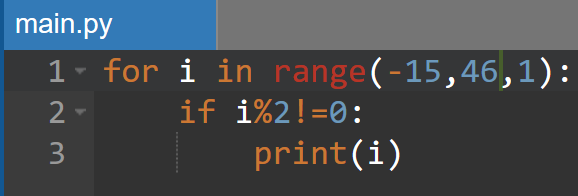 main.py
1 for i in range(-15,46,1):
2     if i%2!=0:
3         print(i)